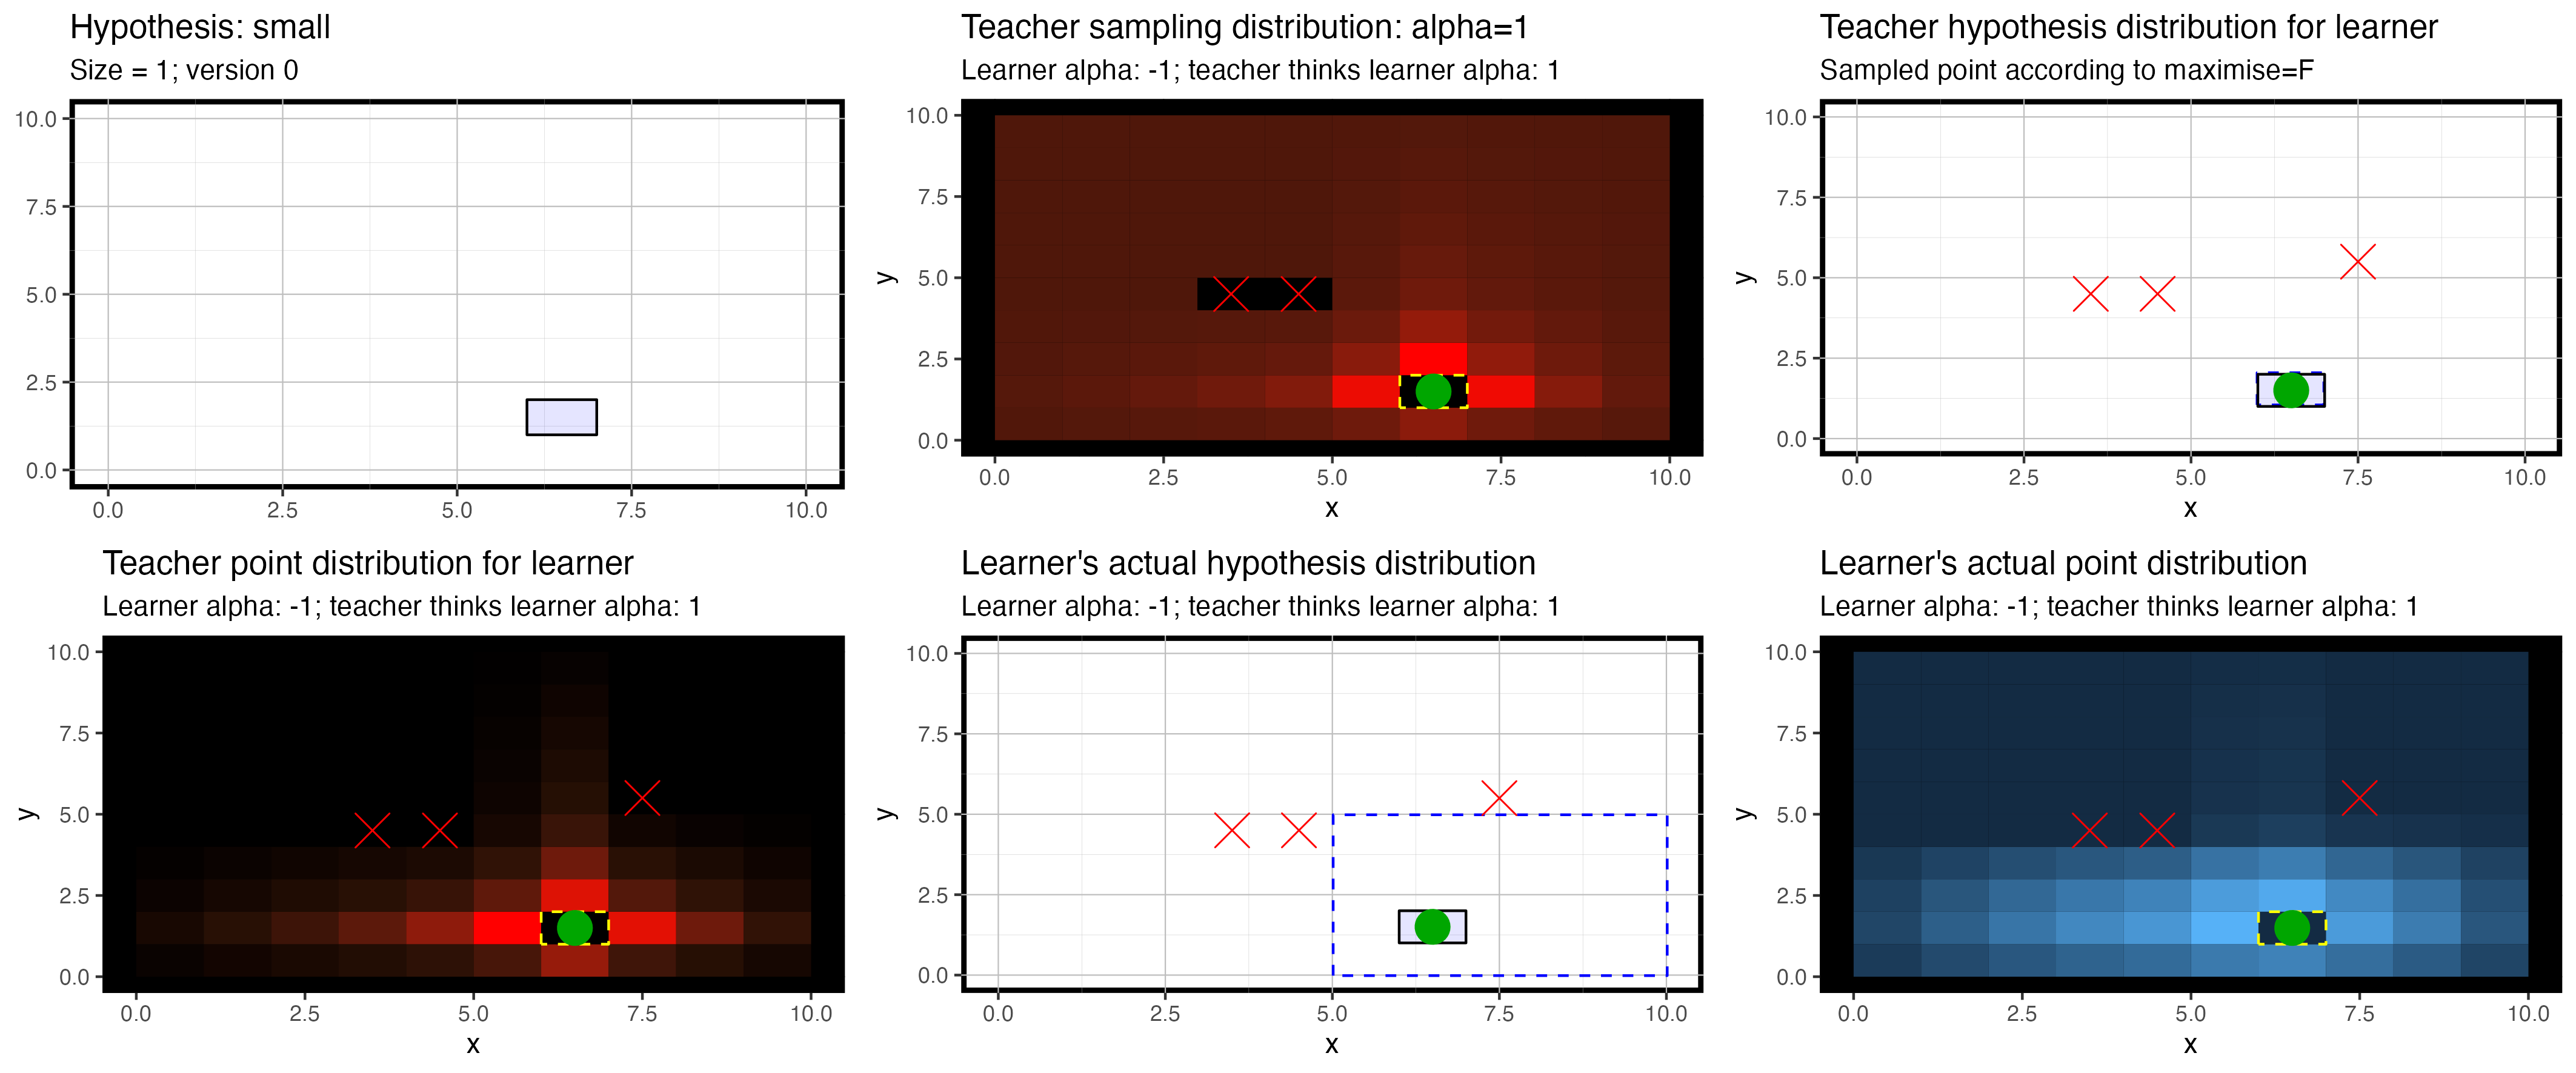 Hypothesis: small
Size = 1; version 0
10.0
7.5
5.0
2.5
0.0
0.0 2.5 5.0 7.5 10.0
Teacher sampling distribution: alpha=1
Learner alpha: -1; teacher thinks learner alpha: 1
10.0
7.5
y
5.0
2.5
0.0
0.0 2.5 5.0 7.5 10.0
x
Teacher hypothesis distribution for learner
Sampled point according to maximise=F
10.0
7.5
y
5.0
2.5
0.0
0.0 2.5 5.0 7.5 10.0
x
Teacher point distribution for learner
Learner alpha: -1; teacher thinks learner alpha: 1
10.0
7.5
y
5.0
2.5
0.0
0.0 2.5 5.0 7.5 10.0
x
Learner's actual hypothesis distribution
Learner alpha: -1; teacher thinks learner alpha: 1
10.0
7.5
y
5.0
2.5
0.0
0.0 2.5 5.0 7.5 10.0
x
Learner's actual point distribution
Learner alpha: -1; teacher thinks learner alpha: 1
10.0
7.5
y
5.0
2.5
0.0
0.0 2.5 5.0 7.5 10.0
x